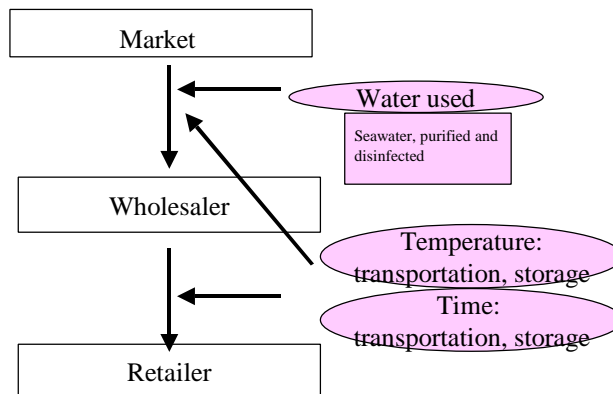 Market
Water used
Seawater, purified and
disinfected
Wholesaler
Temperature:
transportation, storage
Time:
transportation, storage
Retailer